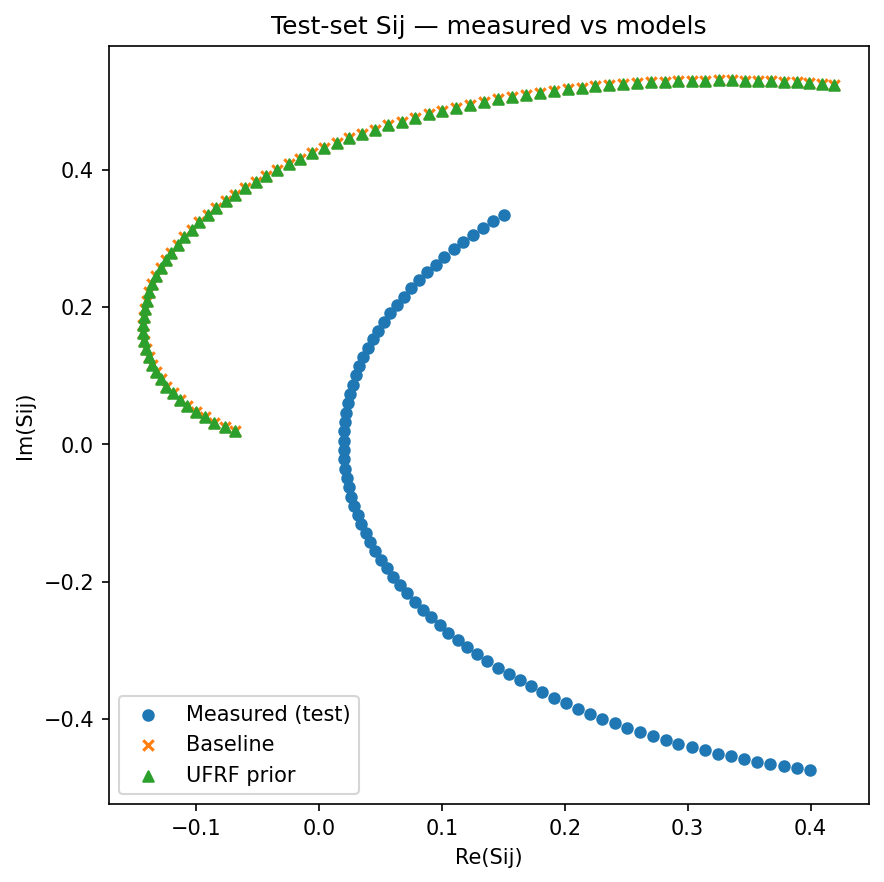 Test-set Sij — measured vs models
Im(Sij)
0.4
0.2
0.0
−0.2
−0.4
Measured (test)
Baseline
UFRF prior
−0.1
0.0
0.1
0.2
0.3
0.4
Re(Sij)